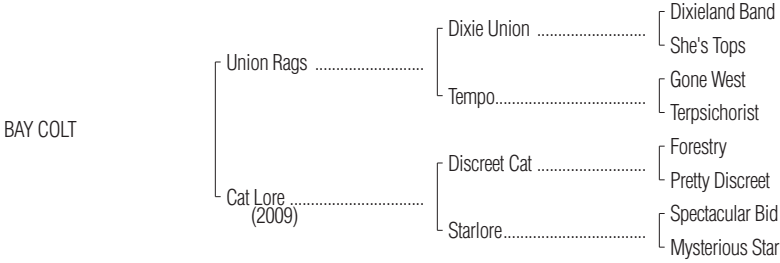 Dixieland Band
Dixie Union ..........................
She's Tops
Union Rags ..........................
Gone West
Tempo....................................
Terpsichorist
BAY COLT
Forestry
Discreet Cat ..........................
Pretty Discreet
Cat Lore ................................
(2009)
Spectacular Bid
Starlore..................................
Mysterious Star